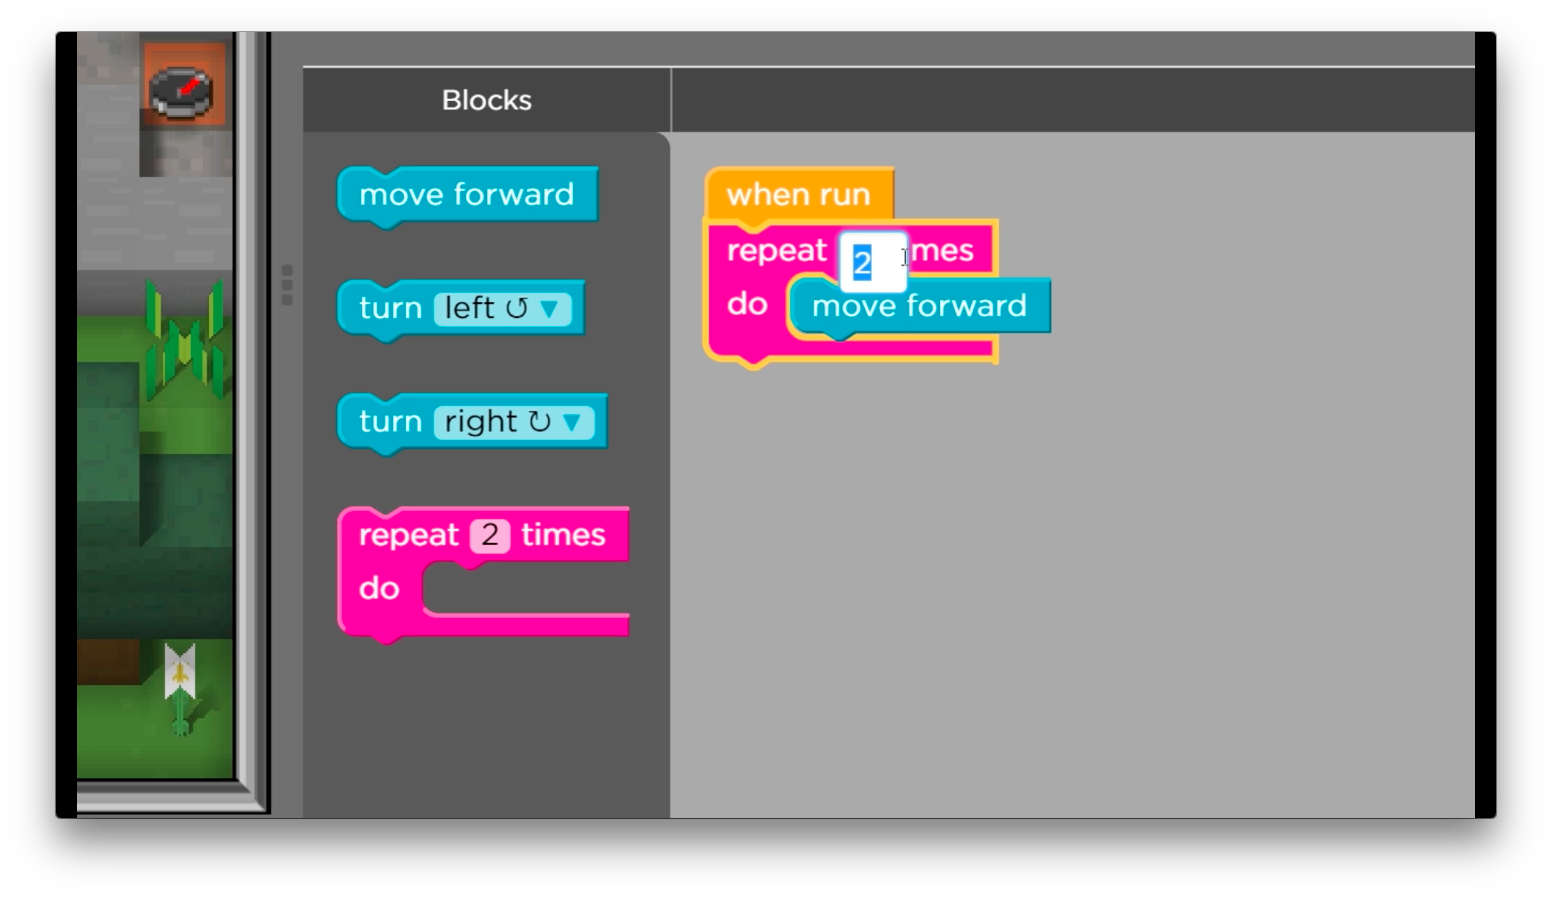 Blocks
move forward
turn left ↺ ▼
turn right ↻ ▼
repeat 2 times
do
when run
repeat 2 mes
do move forward